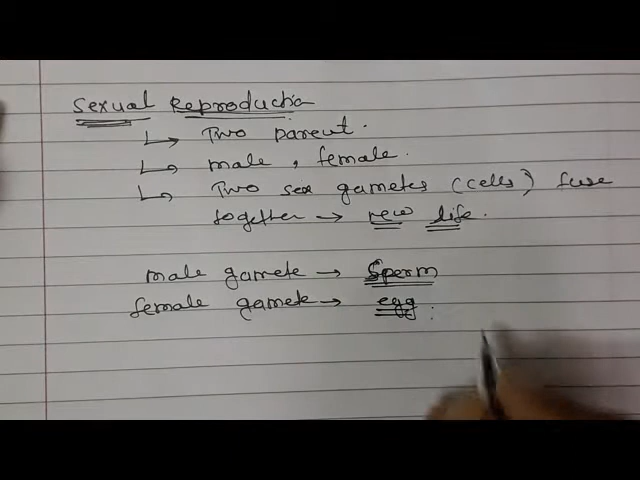 Sexual Reproduction
↳ Two parent.
↳ male, female.
↳ Two sex gametes (cells) fuse
together → new life.
male gamete → Sperm
female gamete → egg.